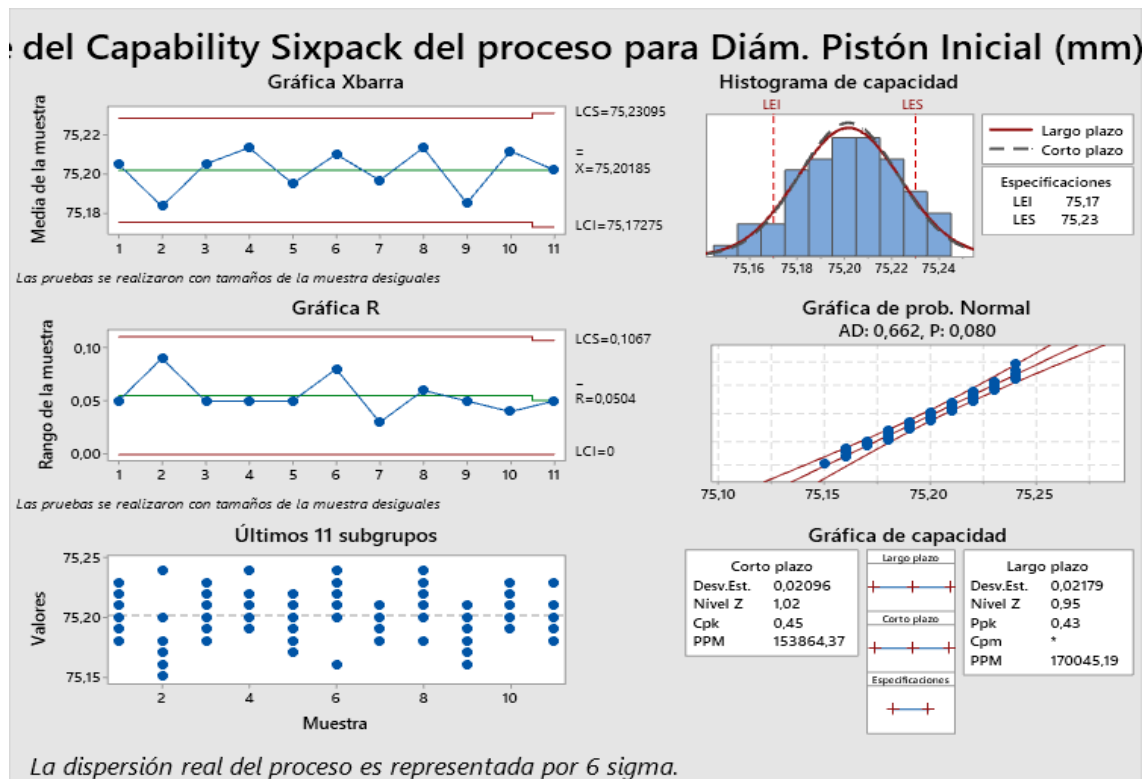 e del Capability Sixpack del proceso para Diám. Pistón Inicial (mm)
Gráfica Xbarra
Media de la muestra
75,22
75,20
75,18
1 2 3 4 5 6 7 8 9 10 11
LCS=75,23095
X=75,20185
LCI=75,17275
Las pruebas se realizaron con tamaños de la muestra desiguales
Histograma de capacidad
LEI LES
75,16 75,18 75,20 75,22 75,24
Largo plazo
Corto plazo
Especificaciones
LEI 75,17
LES 75,23
Gráfica R
Rango de la muestra
0,10
0,05
0,00
1 2 3 4 5 6 7 8 9 10 11
LCS=0,1067
R=0,0504
LCI=0
Las pruebas se realizaron con tamaños de la muestra desiguales
Gráfica de prob. Normal
AD: 0,662, P: 0,080
75,10 75,15 75,20 75,25
Últimos 11 subgrupos
Valores
75,25
75,20
75,15
2 4 6 8 10
Muestra
Gráfica de capacidad
Corto plazo
Desv.Est. 0,02096
Nivel Z 1,02
Cpk 0,45
PPM 153864,37
Largo plazo
Corto plazo
Especificaciones
Largo plazo
Desv.Est. 0,02179
Nivel Z 0,95
Ppk 0,43
Cpm *
PPM 170045,19
La dispersión real del proceso es representada por 6 sigma.